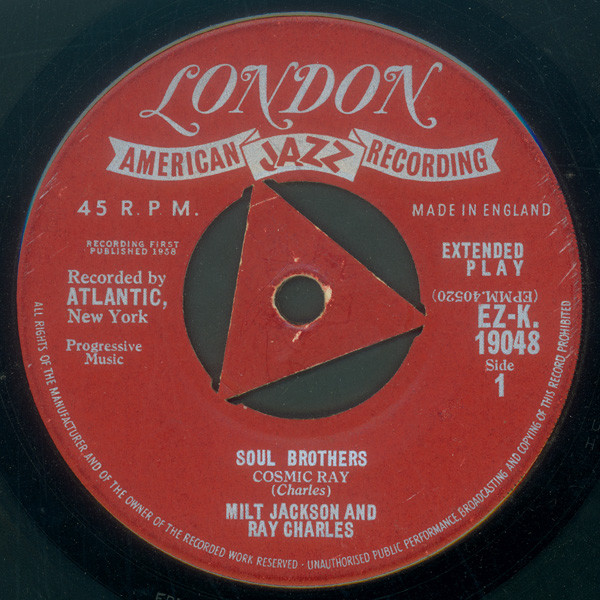 LONDON
AMERICAN JAZZ RECORDING
45 R.P.M.
MADE IN ENGLAND
RECORDING FIRST
PUBLISHED 1958
Recorded by
ATLANTIC,
New York
Progressive
Music
EXTENDED
PLAY
(EPMM.40520)
EZ-K.
19048
Side
1
SOUL BROTHERS
COSMIC RAY
(Charles)
MILT JACKSON AND
RAY CHARLES
ALL RIGHTS OF THE MANUFACTURER AND OF THE OWNER OF THE RECORDED WORK RESERVED · UNAUTHORISED PUBLIC PERFORMANCE, BROADCASTING AND COPYING OF THIS RECORD PROHIBITED